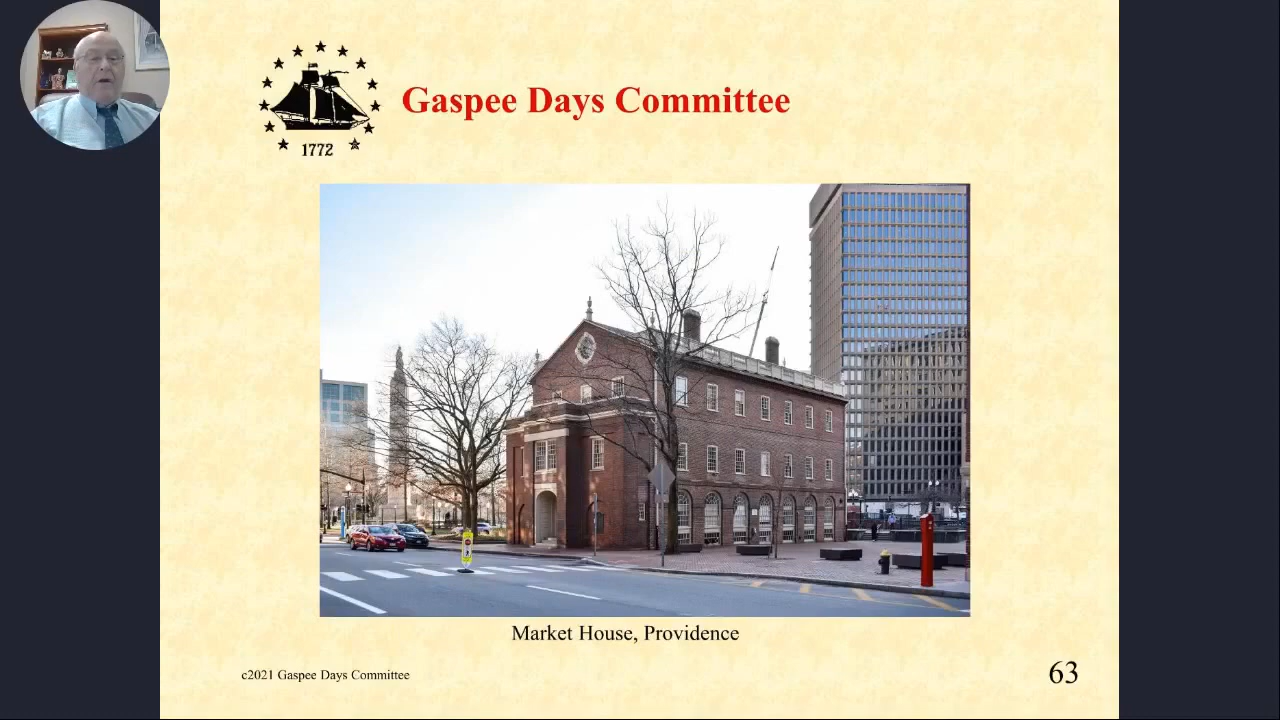 Gaspee Days Committee
1772
Market House, Providence
c2021 Gaspee Days Committee
63